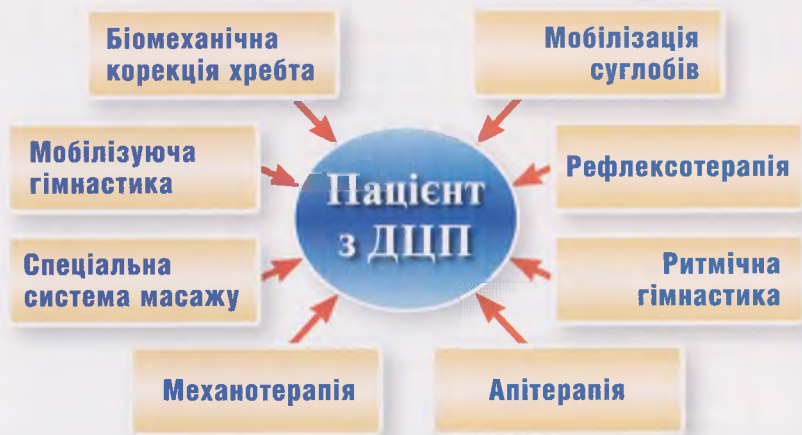 Біомеханічна
корекція хребта
Мобілізація
суглобів
Мобілізуюча
гімнастика
Пацієнт
з ДЦП
Рефлексотерапія
Спеціальна
система масажу
Ритмічна
гімнастика
Механотерапія
Апітерапія